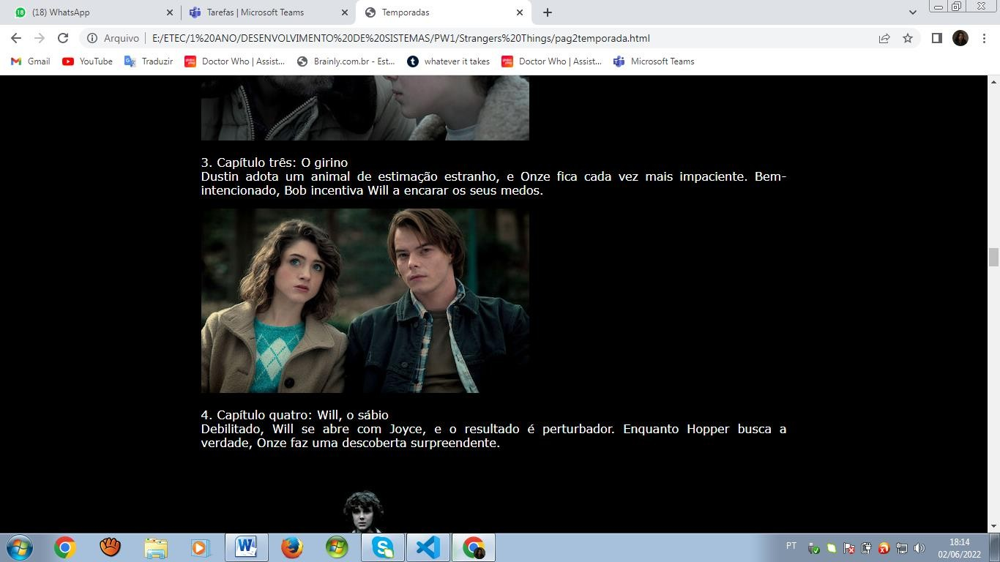 (18) WhatsApp
Tarefas | Microsoft Teams
Temporadas
Arquivo | E:/ETEC/1%20ANO/DESENVOLVIMENTO%20DE%20SISTEMAS/PW1/Strangers%20Things/pag2temporada.html
Gmail
YouTube
Traduzir
Doctor Who | Assist...
Brainly.com.br - Est...
whatever it takes
Doctor Who | Assist...
Microsoft Teams
3. Capítulo três: O girino
Dustin adota um animal de estimação estranho, e Onze fica cada vez mais impaciente. Bem-
intencionado, Bob incentiva Will a encarar os seus medos.
4. Capítulo quatro: Will, o sábio
Debilitado, Will se abre com Joyce, e o resultado é perturbador. Enquanto Hopper busca a
verdade, Onze faz uma descoberta surpreendente.
PT
18:14
02/06/2022